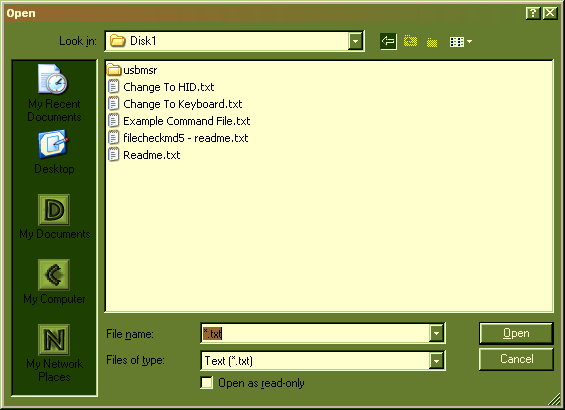 Open
Look in:
Disk1
My Recent
Documents
Desktop
My Documents
My Computer
My Network
Places
usbmsr
Change To HID.txt
Change To Keyboard.txt
Example Command File.txt
filecheckmd5 - readme.txt
Readme.txt
File name:
*.txt
Open
Files of type:
Text (*.txt)
Cancel
Open as read-only